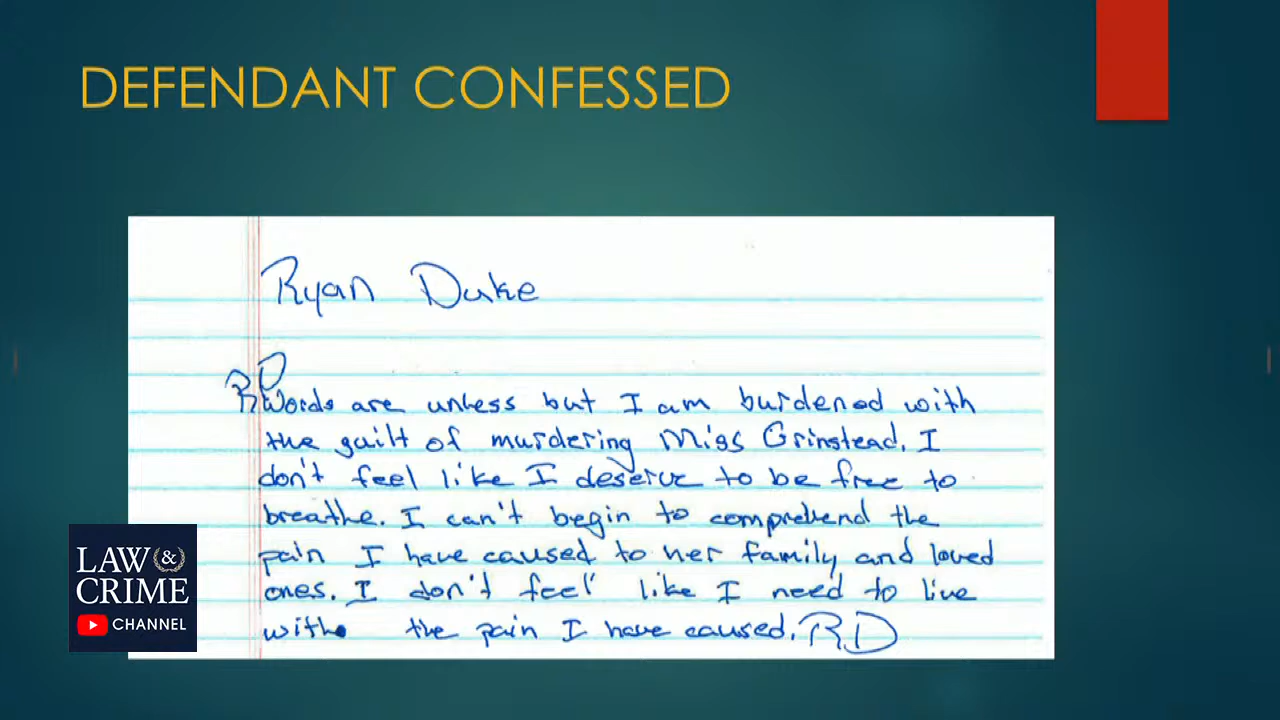 DEFENDANT CONFESSED
Ryan Duke
RD
Words are unless but I am burdened with
the guilt of murdering Miss Grinstead. I
don't feel like I deserve to be free to
breathe. I can't begin to comprehend the
pain I have caused to her family and loved
ones. I don't feel like I need to live
with the pain I have caused. RD
LAW &
CRIME
CHANNEL